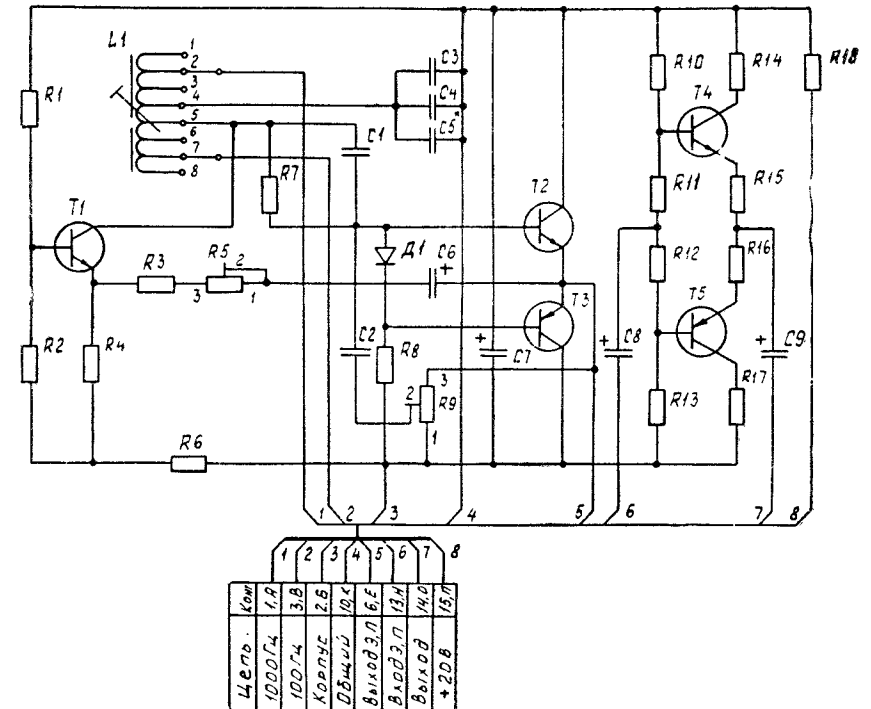 L1
1
2
3
4
5
6
7
8
R1
C3
C4
C5*
R10
R14
R18
T4
C1
R7
T1
T2
R11
R15
R3
R5
2
3
1
Д1
C6
+
R12
R16
T3
T5
R2
R4
C2
R8
+
C7
3
2
R9
1
+
C8
+
C9
R13
R17
R6
1 2 3 4 5 6 7 8
1 2 3 4 5 6 7 8
Цепь. Конт
1000Гц 1,А
100Гц 3,В
Корпус 2.В
Общий 10,К
Выход Э,П 6,Е
Вход Э,П 13,Н
Выход 14.О
+20В 15,П